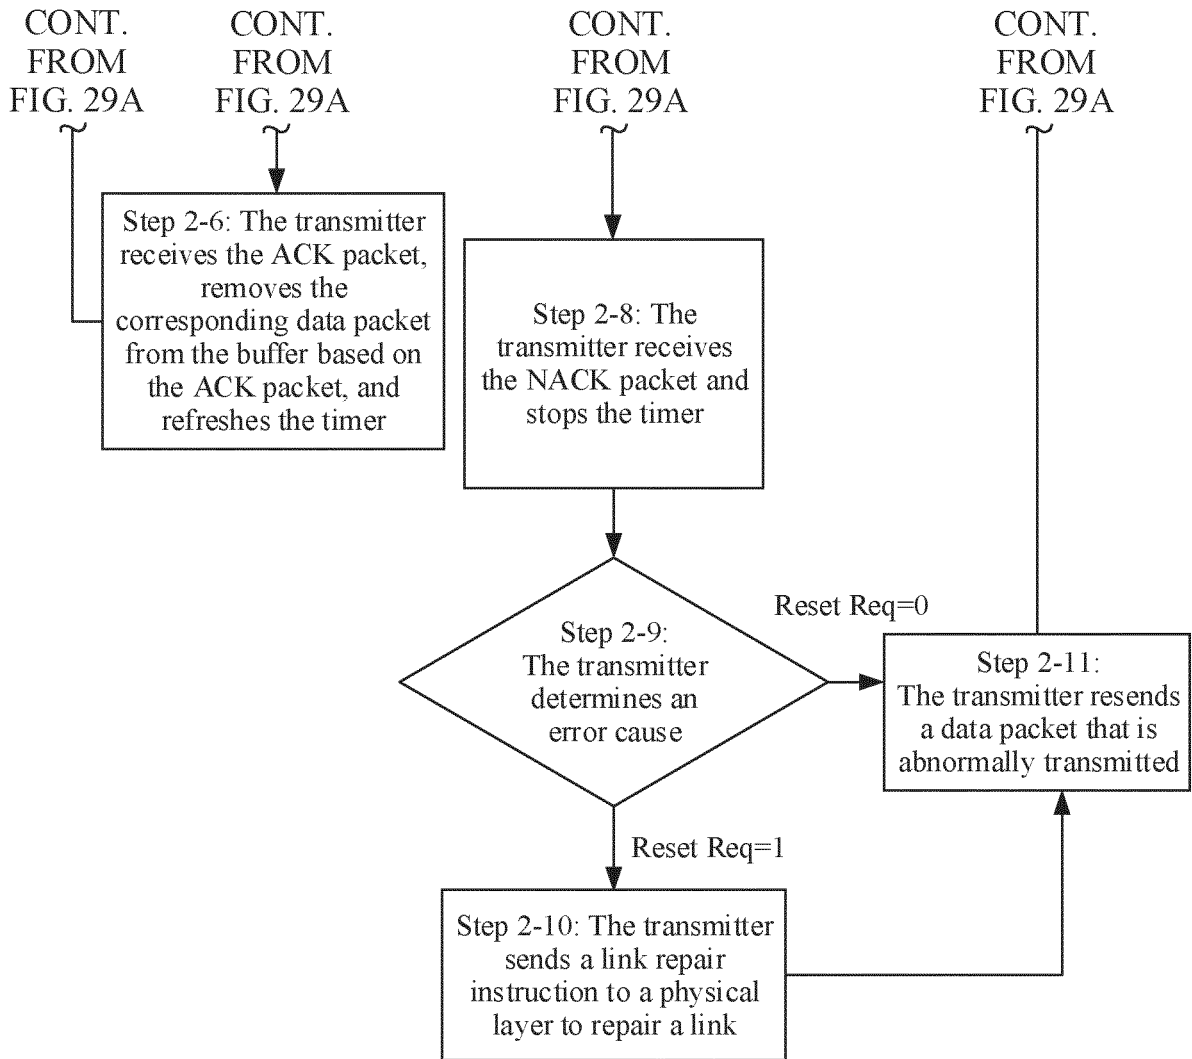 CONT.
FROM
FIG. 29A
CONT.
FROM
FIG. 29A
CONT.
FROM
FIG. 29A
CONT.
FROM
FIG. 29A
Step 2-6: The transmitter
receives the ACK packet,
removes the
corresponding data packet
from the buffer based on
the ACK packet, and
refreshes the timer
Step 2-8: The
transmitter receives
the NACK packet and
stops the timer
Step 2-9:
The transmitter
determines an
error cause
Reset Req=0
Step 2-11:
The transmitter resends
a data packet that is
abnormally transmitted
Reset Req=1
Step 2-10: The transmitter
sends a link repair
instruction to a physical
layer to repair a link